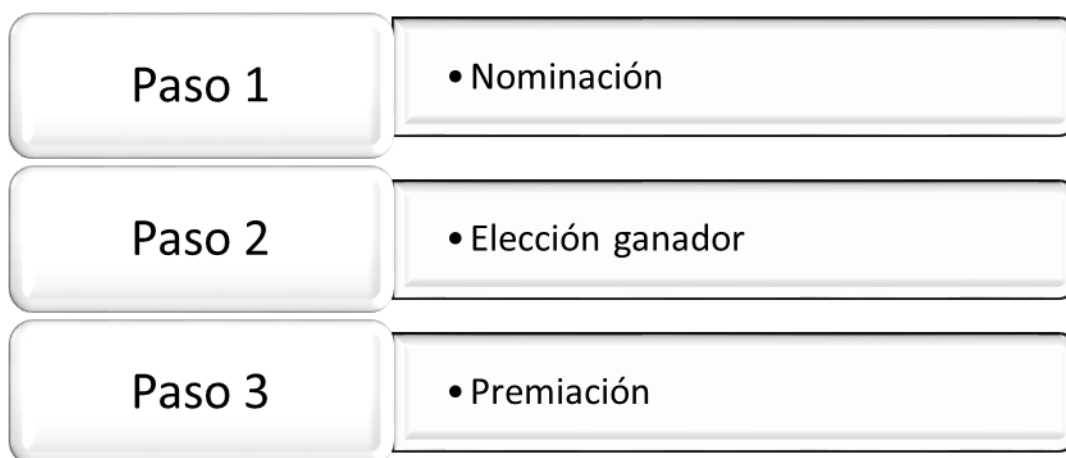 Paso 1
• Nominación
Paso 2
• Elección ganador
Paso 3
• Premiación